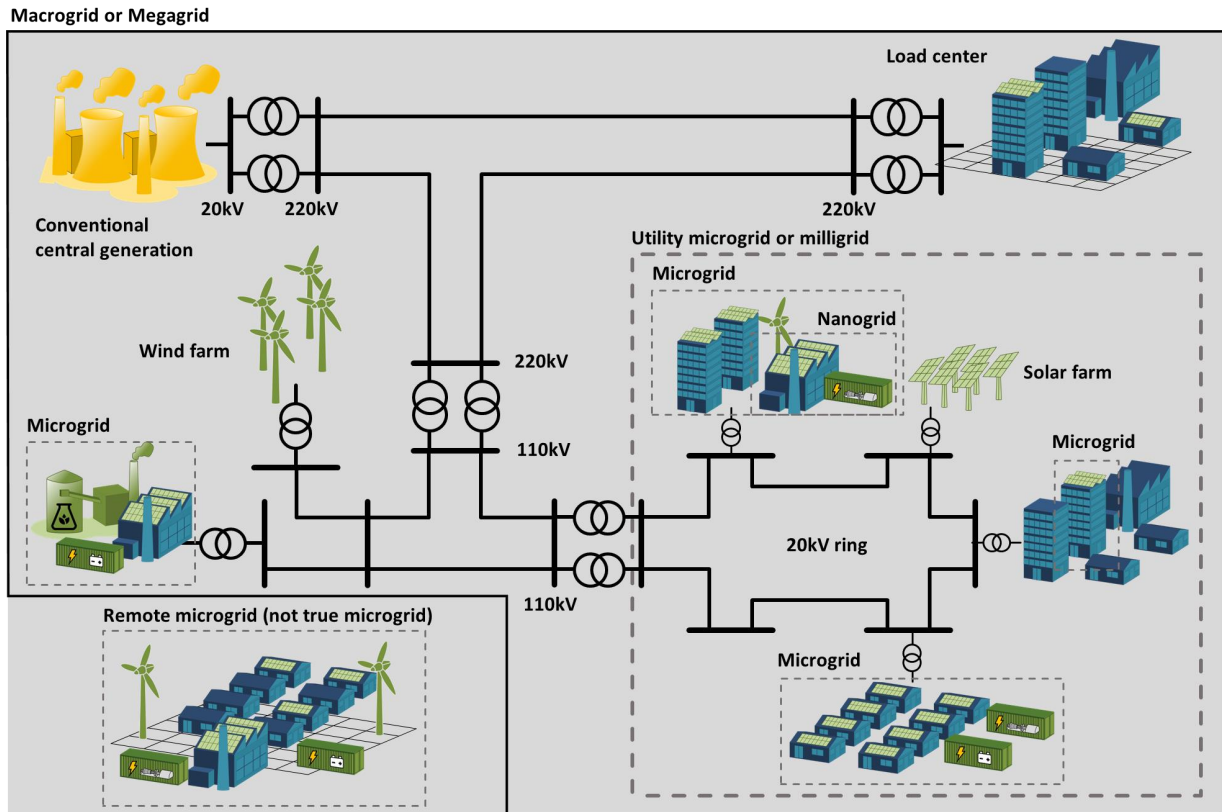 Macrogrid or Megagrid
Load center
20kV
220kV
220kV
Conventional
central generation
Utility microgrid or milligrid
Microgrid
Nanogrid
Wind farm
220kV
Solar farm
Microgrid
110kV
Microgrid
20kV ring
110kV
Remote microgrid (not true microgrid)
Microgrid